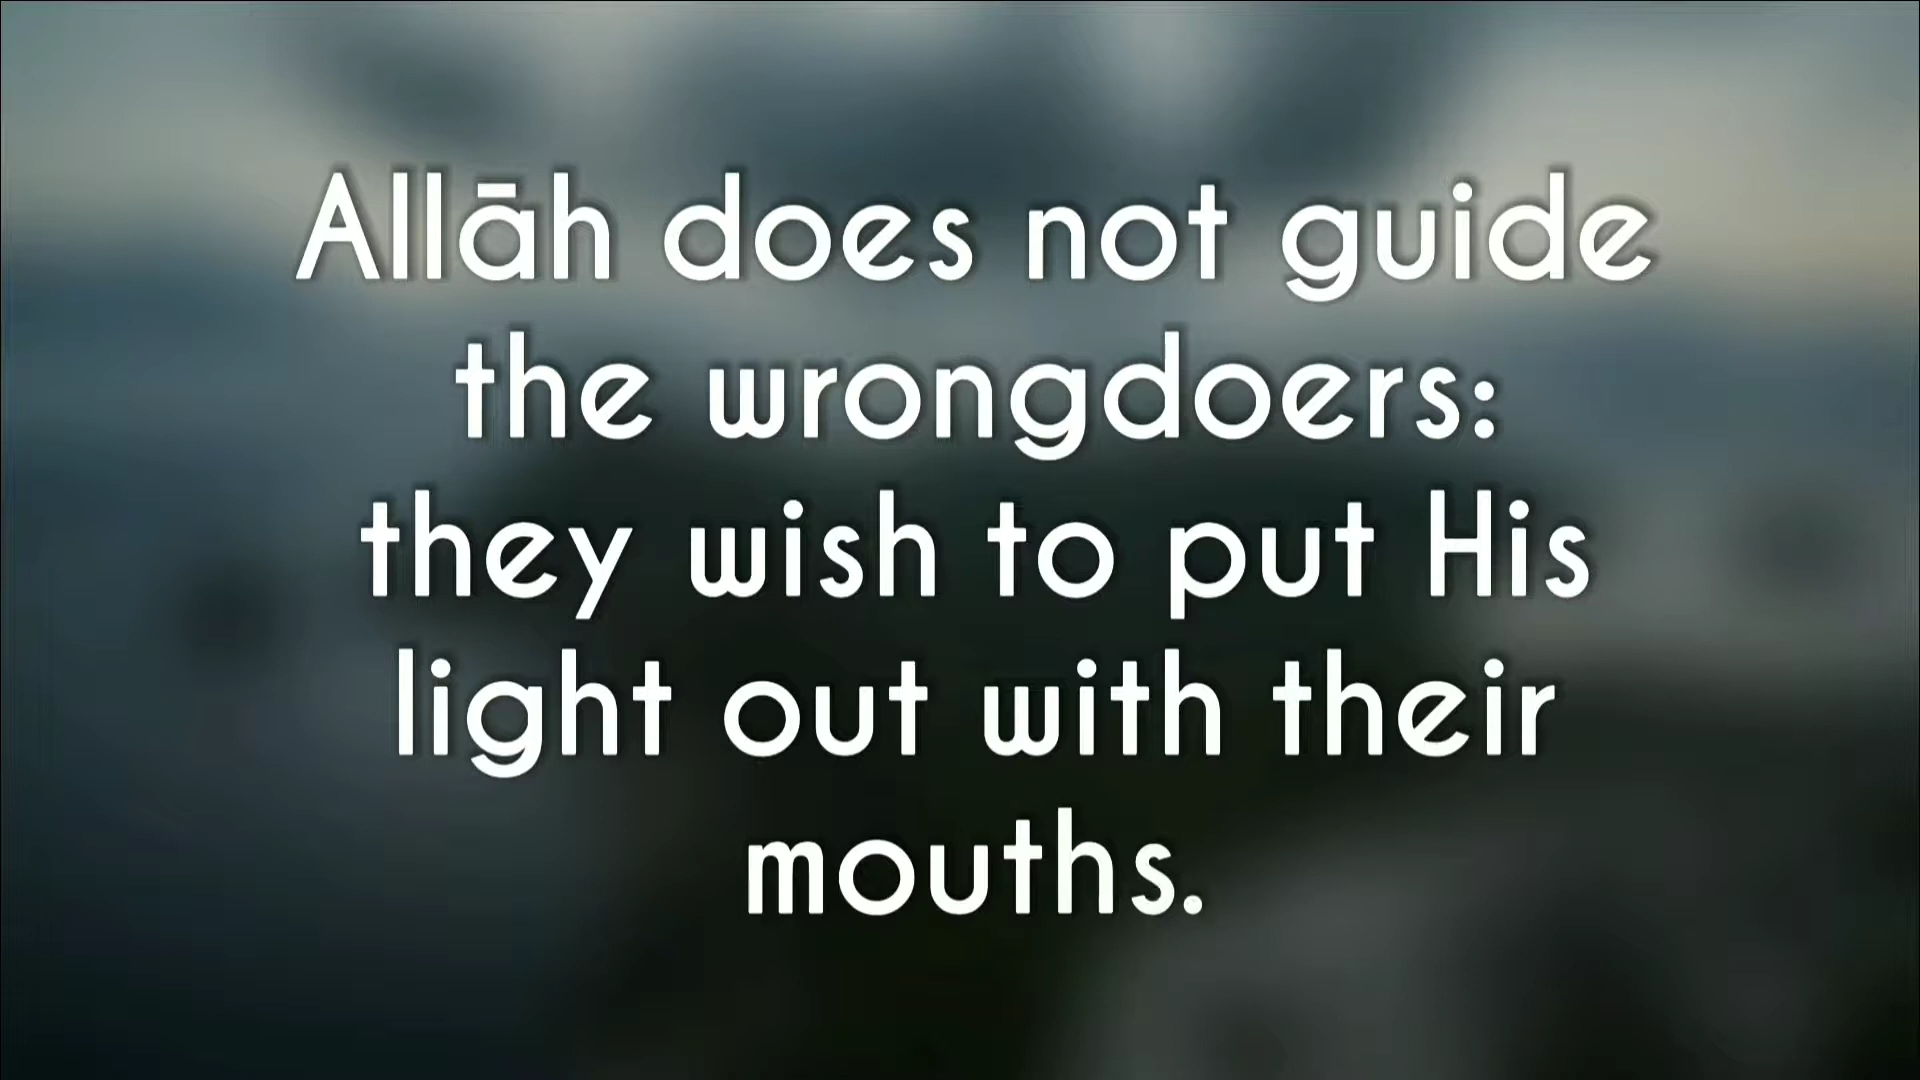 Allāh does not guide
the wrongdoers:
they wish to put His
light out with their
mouths.